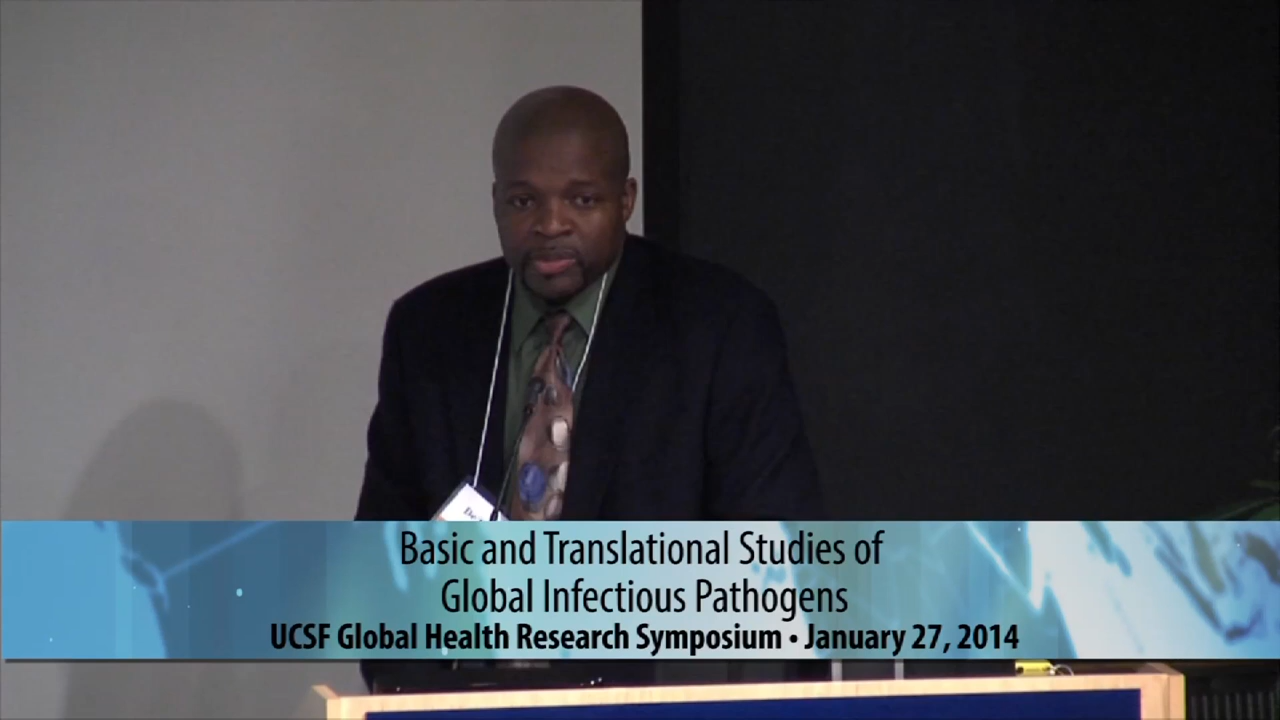 Basic and Translational Studies of
Global Infectious Pathogens
UCSF Global Health Research Symposium • January 27, 2014